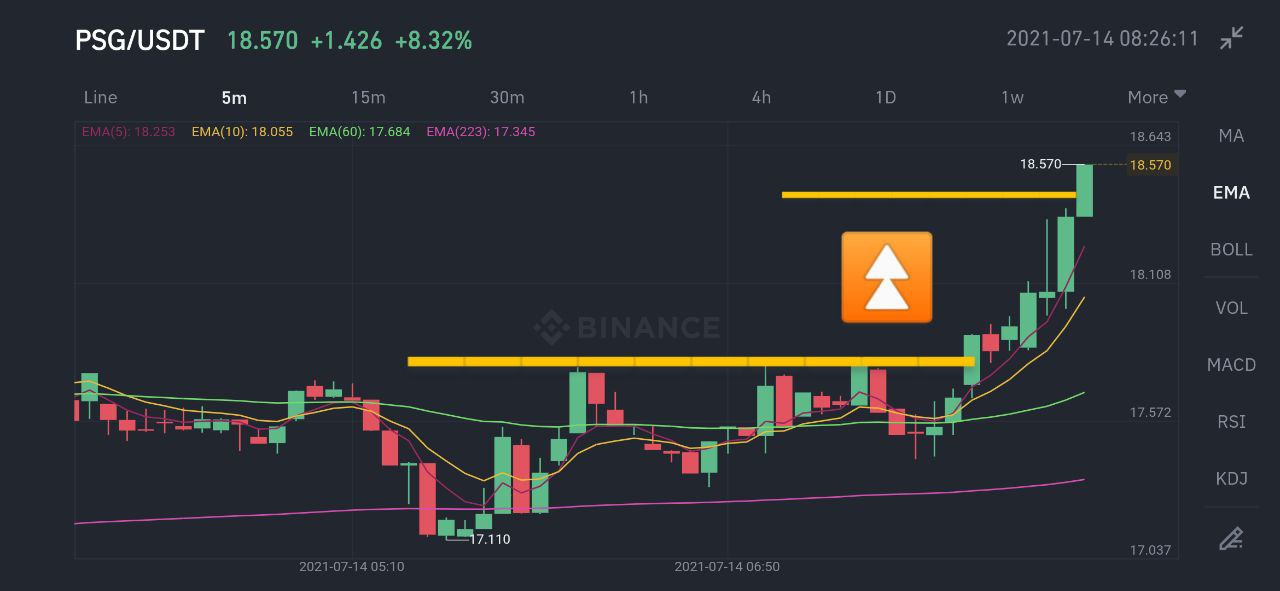 PSG/USDT 18.570 +1.426 +8.32% 2021-07-14 08:26:11
Line 5m 15m 30m 1h 4h 1D 1w More
EMA(5): 18.253 EMA(10): 18.055 EMA(60): 17.684 EMA(223): 17.345
18.643
MA
18.570
18.570
EMA
BOLL
18.108
VOL
BINANCE
MACD
17.572
RSI
KDJ
17.110
17.037
2021-07-14 05:10 2021-07-14 06:50